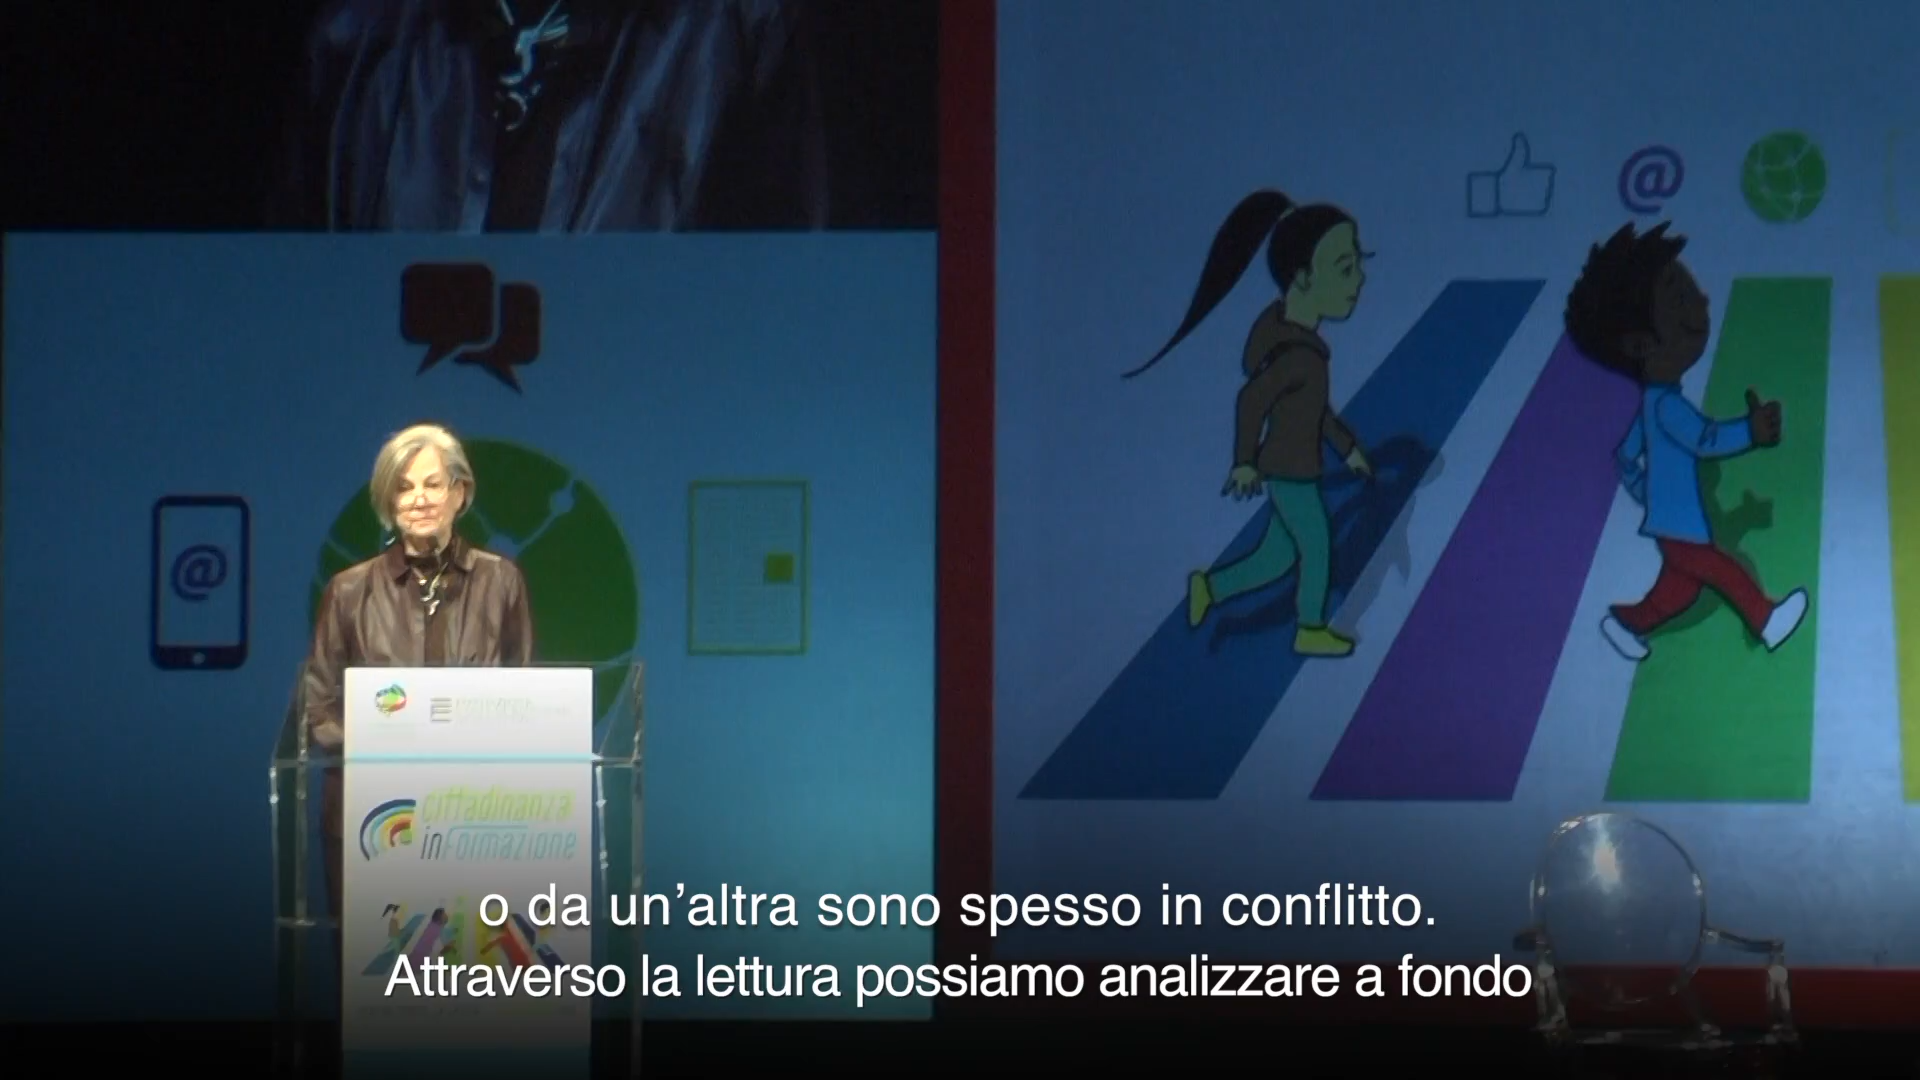 @
@
cittadinanza
inFormazione
o da un’altra sono spesso in conflitto.
Attraverso la lettura possiamo analizzare a fondo